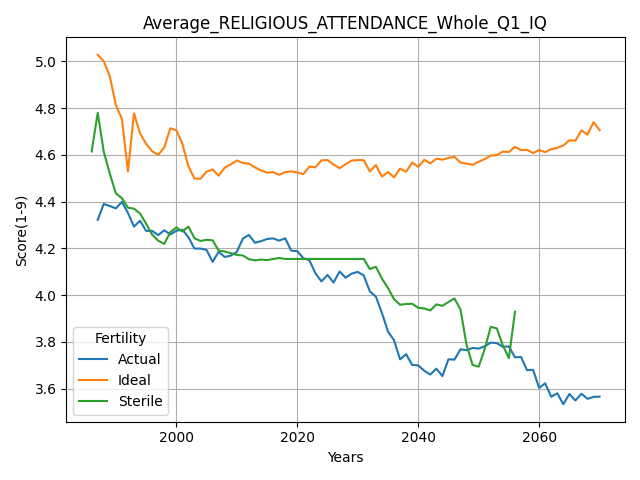 Average_RELIGIOUS_ATTENDANCE_Whole_Q1_IQ
5.0
4.8
4.6
4.4
4.2
4.0
3.8
3.6
Score(1-9)
Fertility
Actual
Ideal
Sterile
2000 2020 2040 2060
Years